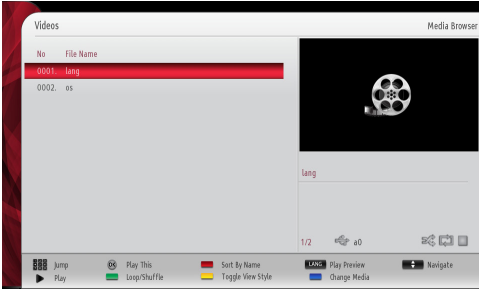 Videos Media Browser
No File Name
0001. lang
0002. os
lang
1/2 a0
Jump OK Play This Sort By Name LANG Play Preview Navigate
Play Loop/Shuffle Toggle View Style Change Media